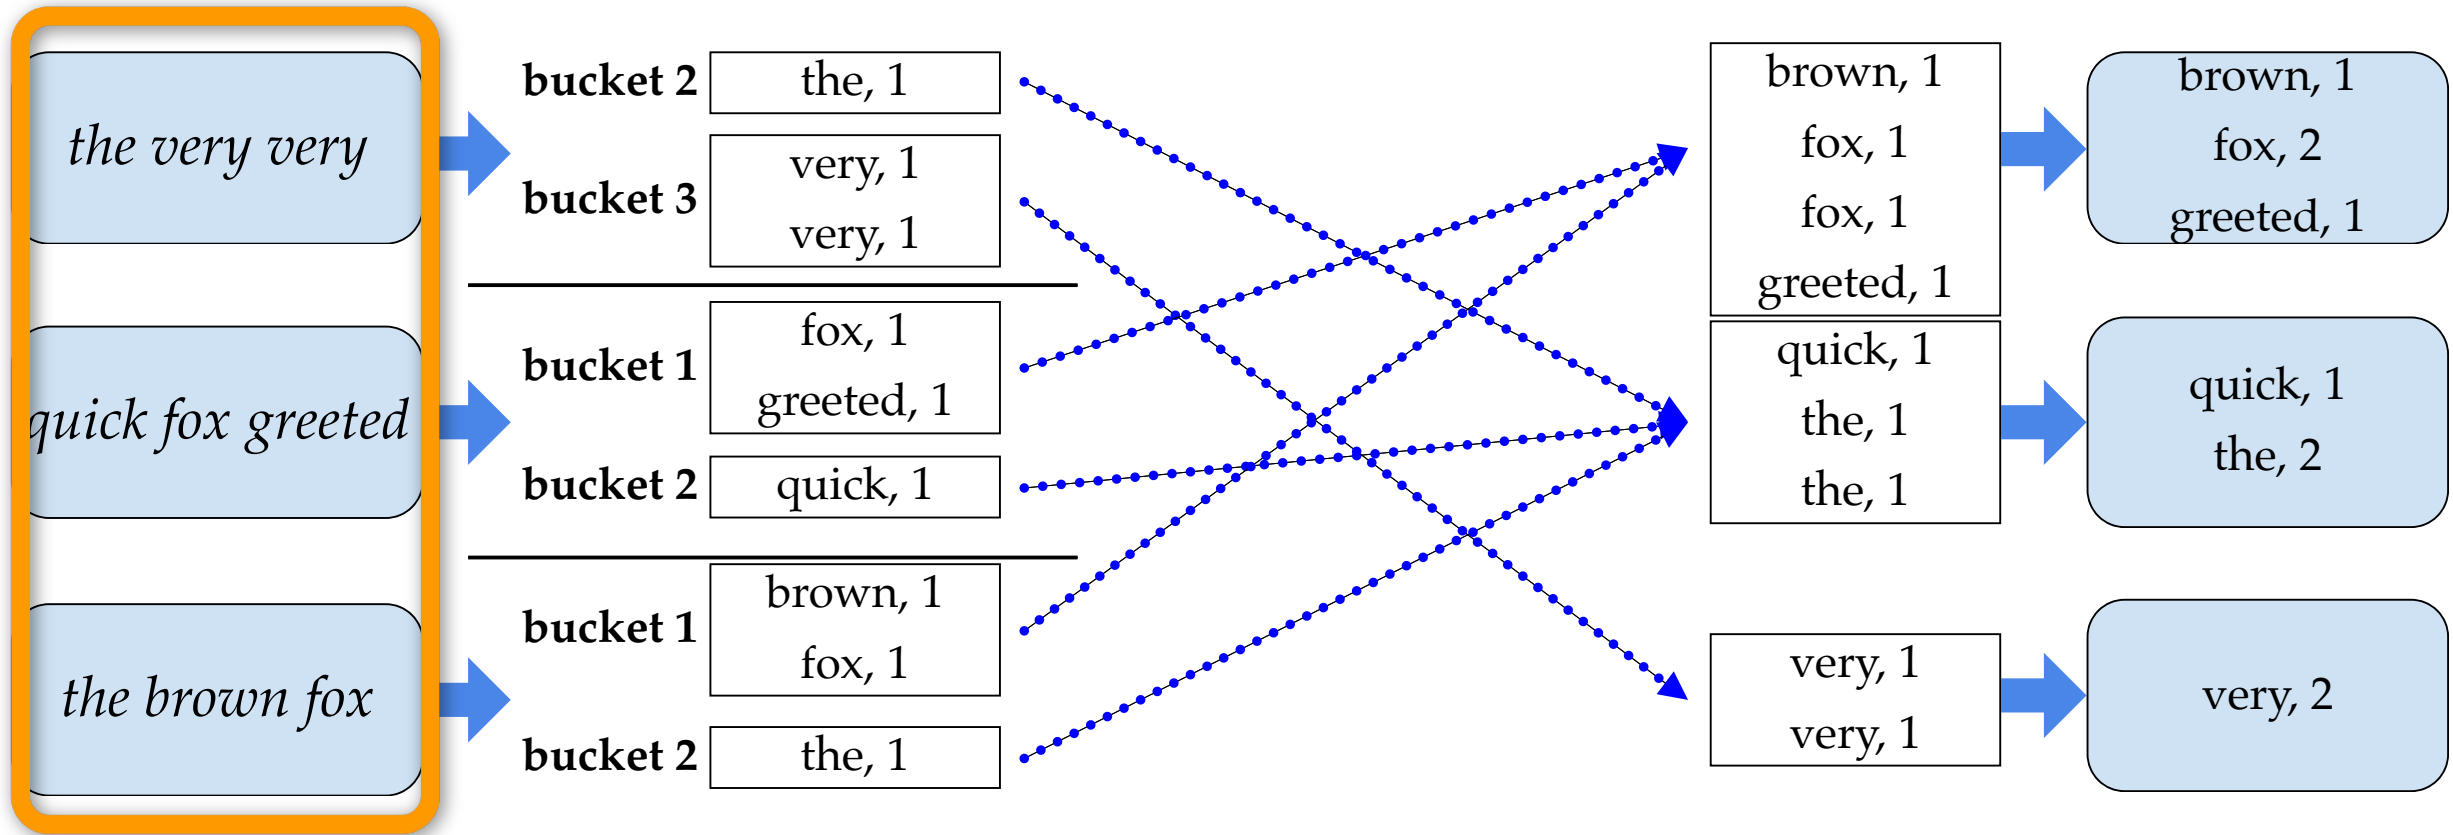 the very very
quick fox greeted
the brown fox
bucket 2
the, 1
bucket 3
very, 1
very, 1
bucket 1
fox, 1
greeted, 1
bucket 2
quick, 1
bucket 1
brown, 1
fox, 1
bucket 2
the, 1
brown, 1
fox, 1
fox, 1
greeted, 1
quick, 1
the, 1
the, 1
very, 1
very, 1
brown, 1
fox, 2
greeted, 1
quick, 1
the, 2
very, 2